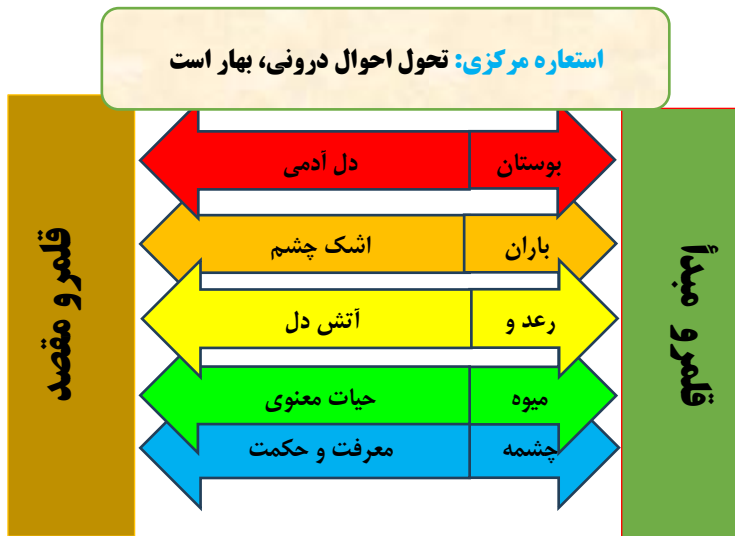 استعاره مرکزی: تحول احوال درونی، بهار است
قلمرو مبدأ
قلمرو مقصد
بوستان
دل آدمی
باران
اشک چشم
رعد و
آتش دل
میوه
حیات معنوی
چشمه
معرفت و حکمت